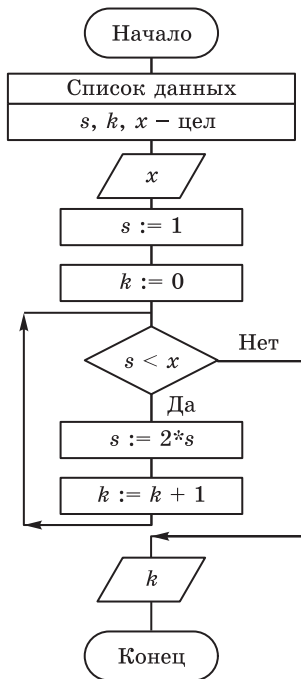 Начало
Список данных
s, k, x – цел
x
s := 1
k := 0
s < x
Нет
Да
s := 2*s
k := k + 1
k
Конец